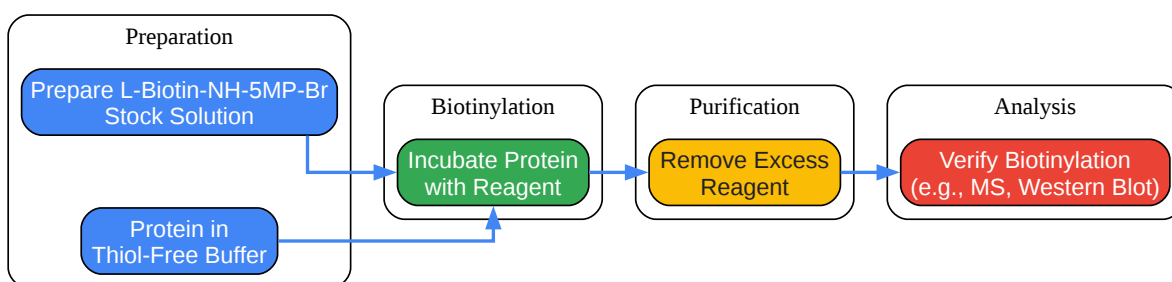 Preparation
Prepare L-Biotin-NH-5MP-Br
Stock Solution
Protein in
Thiol-Free Buffer
Biotinylation
Incubate Protein
with Reagent
Purification
Remove Excess
Reagent
Analysis
Verify Biotinylation
(e.g., MS, Western Blot)